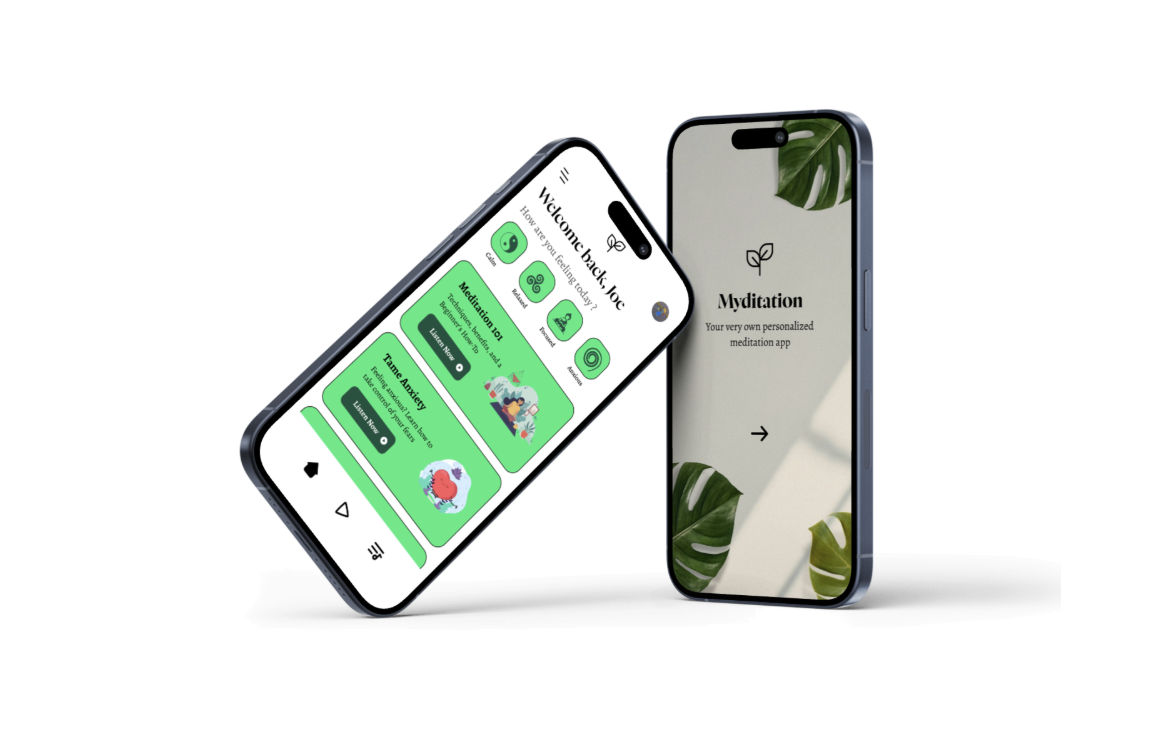 Welcome back, Joe
How are you feeling today ?
Calm
Relaxed
Focused
Anxious
Meditation 101
Techniques, benefits, and a
Beginner's How-To
Listen Now
Tame Anxiety
Feeling anxious? Learn how to
take control of your fears
Listen Now
Myditation
Your very own personalized
meditation app